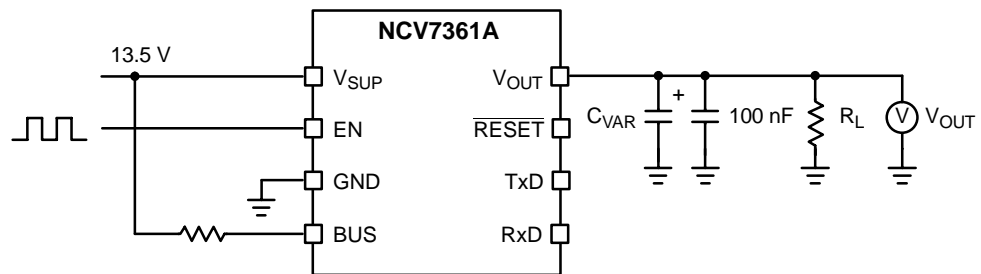 NCV7361A
13.5 V
V_SUP
V_OUT
EN
RESET
GND
TxD
BUS
RxD
C_VAR
+
100 nF
R_L
V
V_OUT